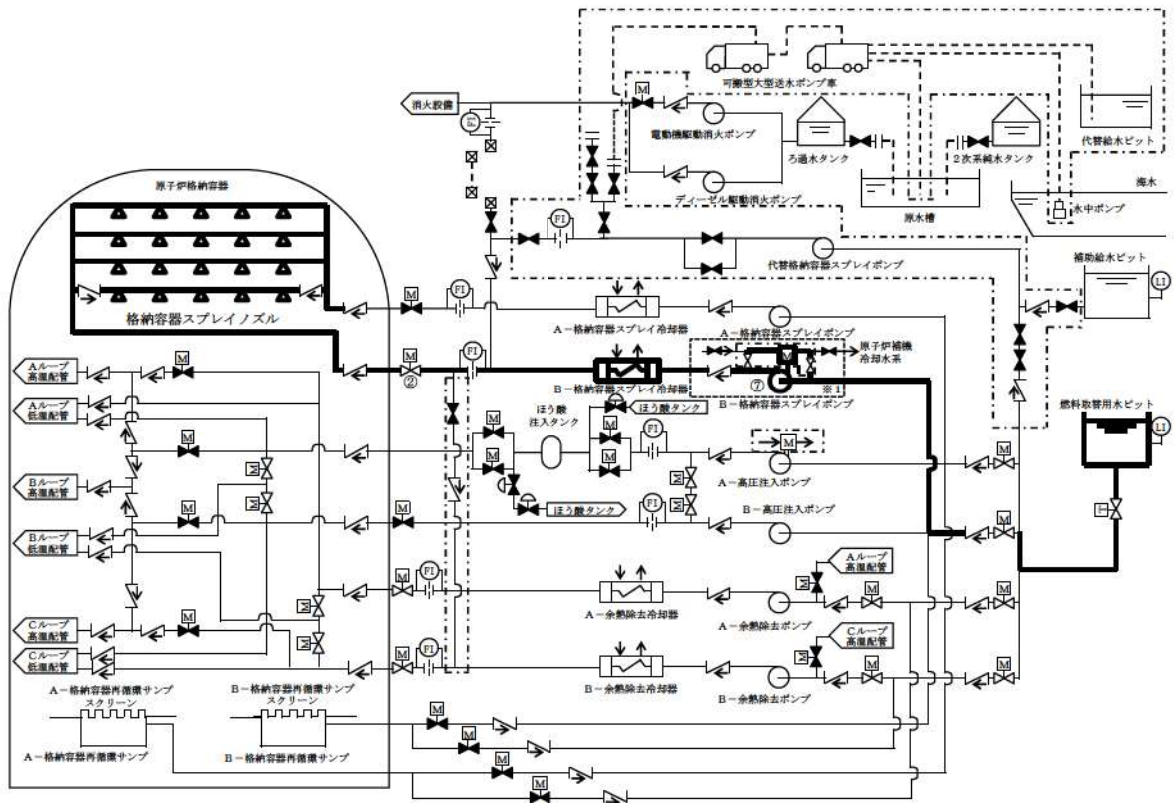 可搬型大型送水ポンプ車
消火設備
M
FI
電動機駆動消火ポンプ
ろ過水タンク
2次系純水タンク
代替給水ピット
海水
ディーゼル駆動消火ポンプ
原水槽
水中ポンプ
原子炉格納容器
FI
代替格納容器スプレイポンプ
補助給水ピット
LI
M
FI
格納容器スプレイノズル
A-格納容器スプレイ冷却器
A-格納容器スプレイポンプ
M
FI
M
原子炉補機
冷却水系
②
⑦
※1
B-格納容器スプレイ冷却器
B-格納容器スプレイポンプ
燃料取替用水ピット
LI
Aループ
高温配管
M
Aループ
低温配管
ほう酸
注入タンク
ほう酸タンク
M
M
M
FI
M
M
M
M
M
A-高圧注入ポンプ
M
Bループ
高温配管
M
M
ほう酸タンク
M
M
M
FI
B-高圧注入ポンプ
M
T
Bループ
低温配管
Aループ
高温配管
M
FI
M
M
M
M
A-余熱除去冷却器
A-余熱除去ポンプ
Cループ
高温配管
M
Cループ
高温配管
Cループ
低温配管
M
M
FI
M
M
M
B-余熱除去冷却器
B-余熱除去ポンプ
A-格納容器再循環サンプ
スクリーン
B-格納容器再循環サンプ
スクリーン
M
M
A-格納容器再循環サンプ
B-格納容器再循環サンプ
M
M